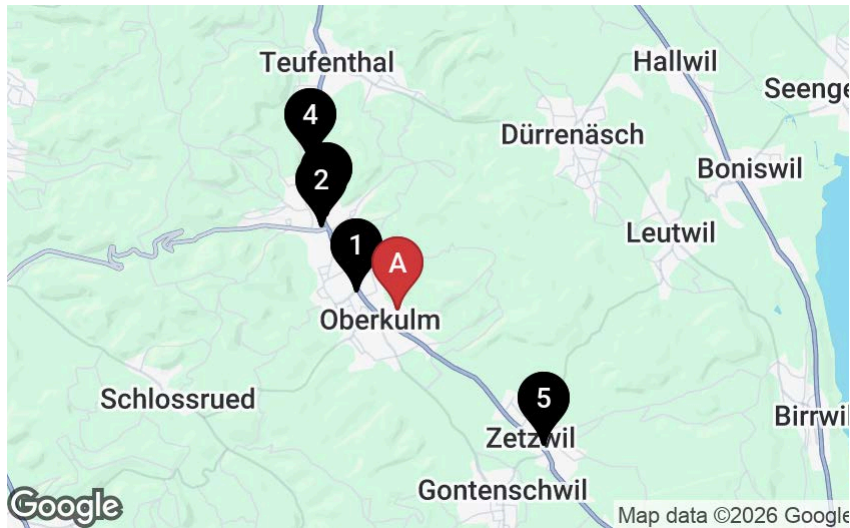 Teufenthal
Hallwil
Seenge
4
Dürrenäsch
2
Boniswil
Leutwil
1
A
Oberkulm
Schlossrued
5
Birrwil
Zetzwil
Gontenschwil
Google
Map data ©2026 Google